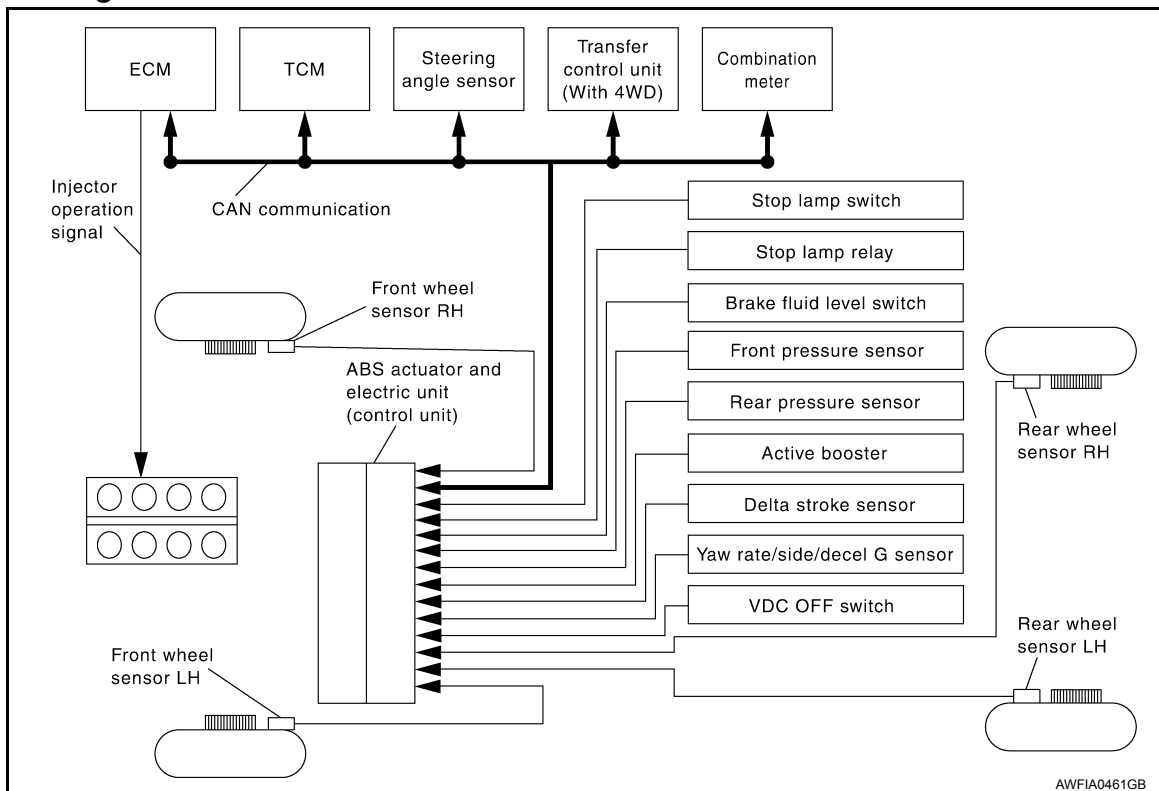 ECM
TCM
Steering
angle sensor
Transfer
control unit
(With 4WD)
Combination
meter
Injector
operation
signal
CAN communication
Stop lamp switch
Stop lamp relay
Brake fluid level switch
Front pressure sensor
Rear pressure sensor
Active booster
Delta stroke sensor
Yaw rate/side/decel G sensor
VDC OFF switch
Front wheel
sensor RH
ABS actuator and
electric unit
(control unit)
Rear wheel
sensor RH
Front wheel
sensor LH
Rear wheel
sensor LH
AWFIA0461GB